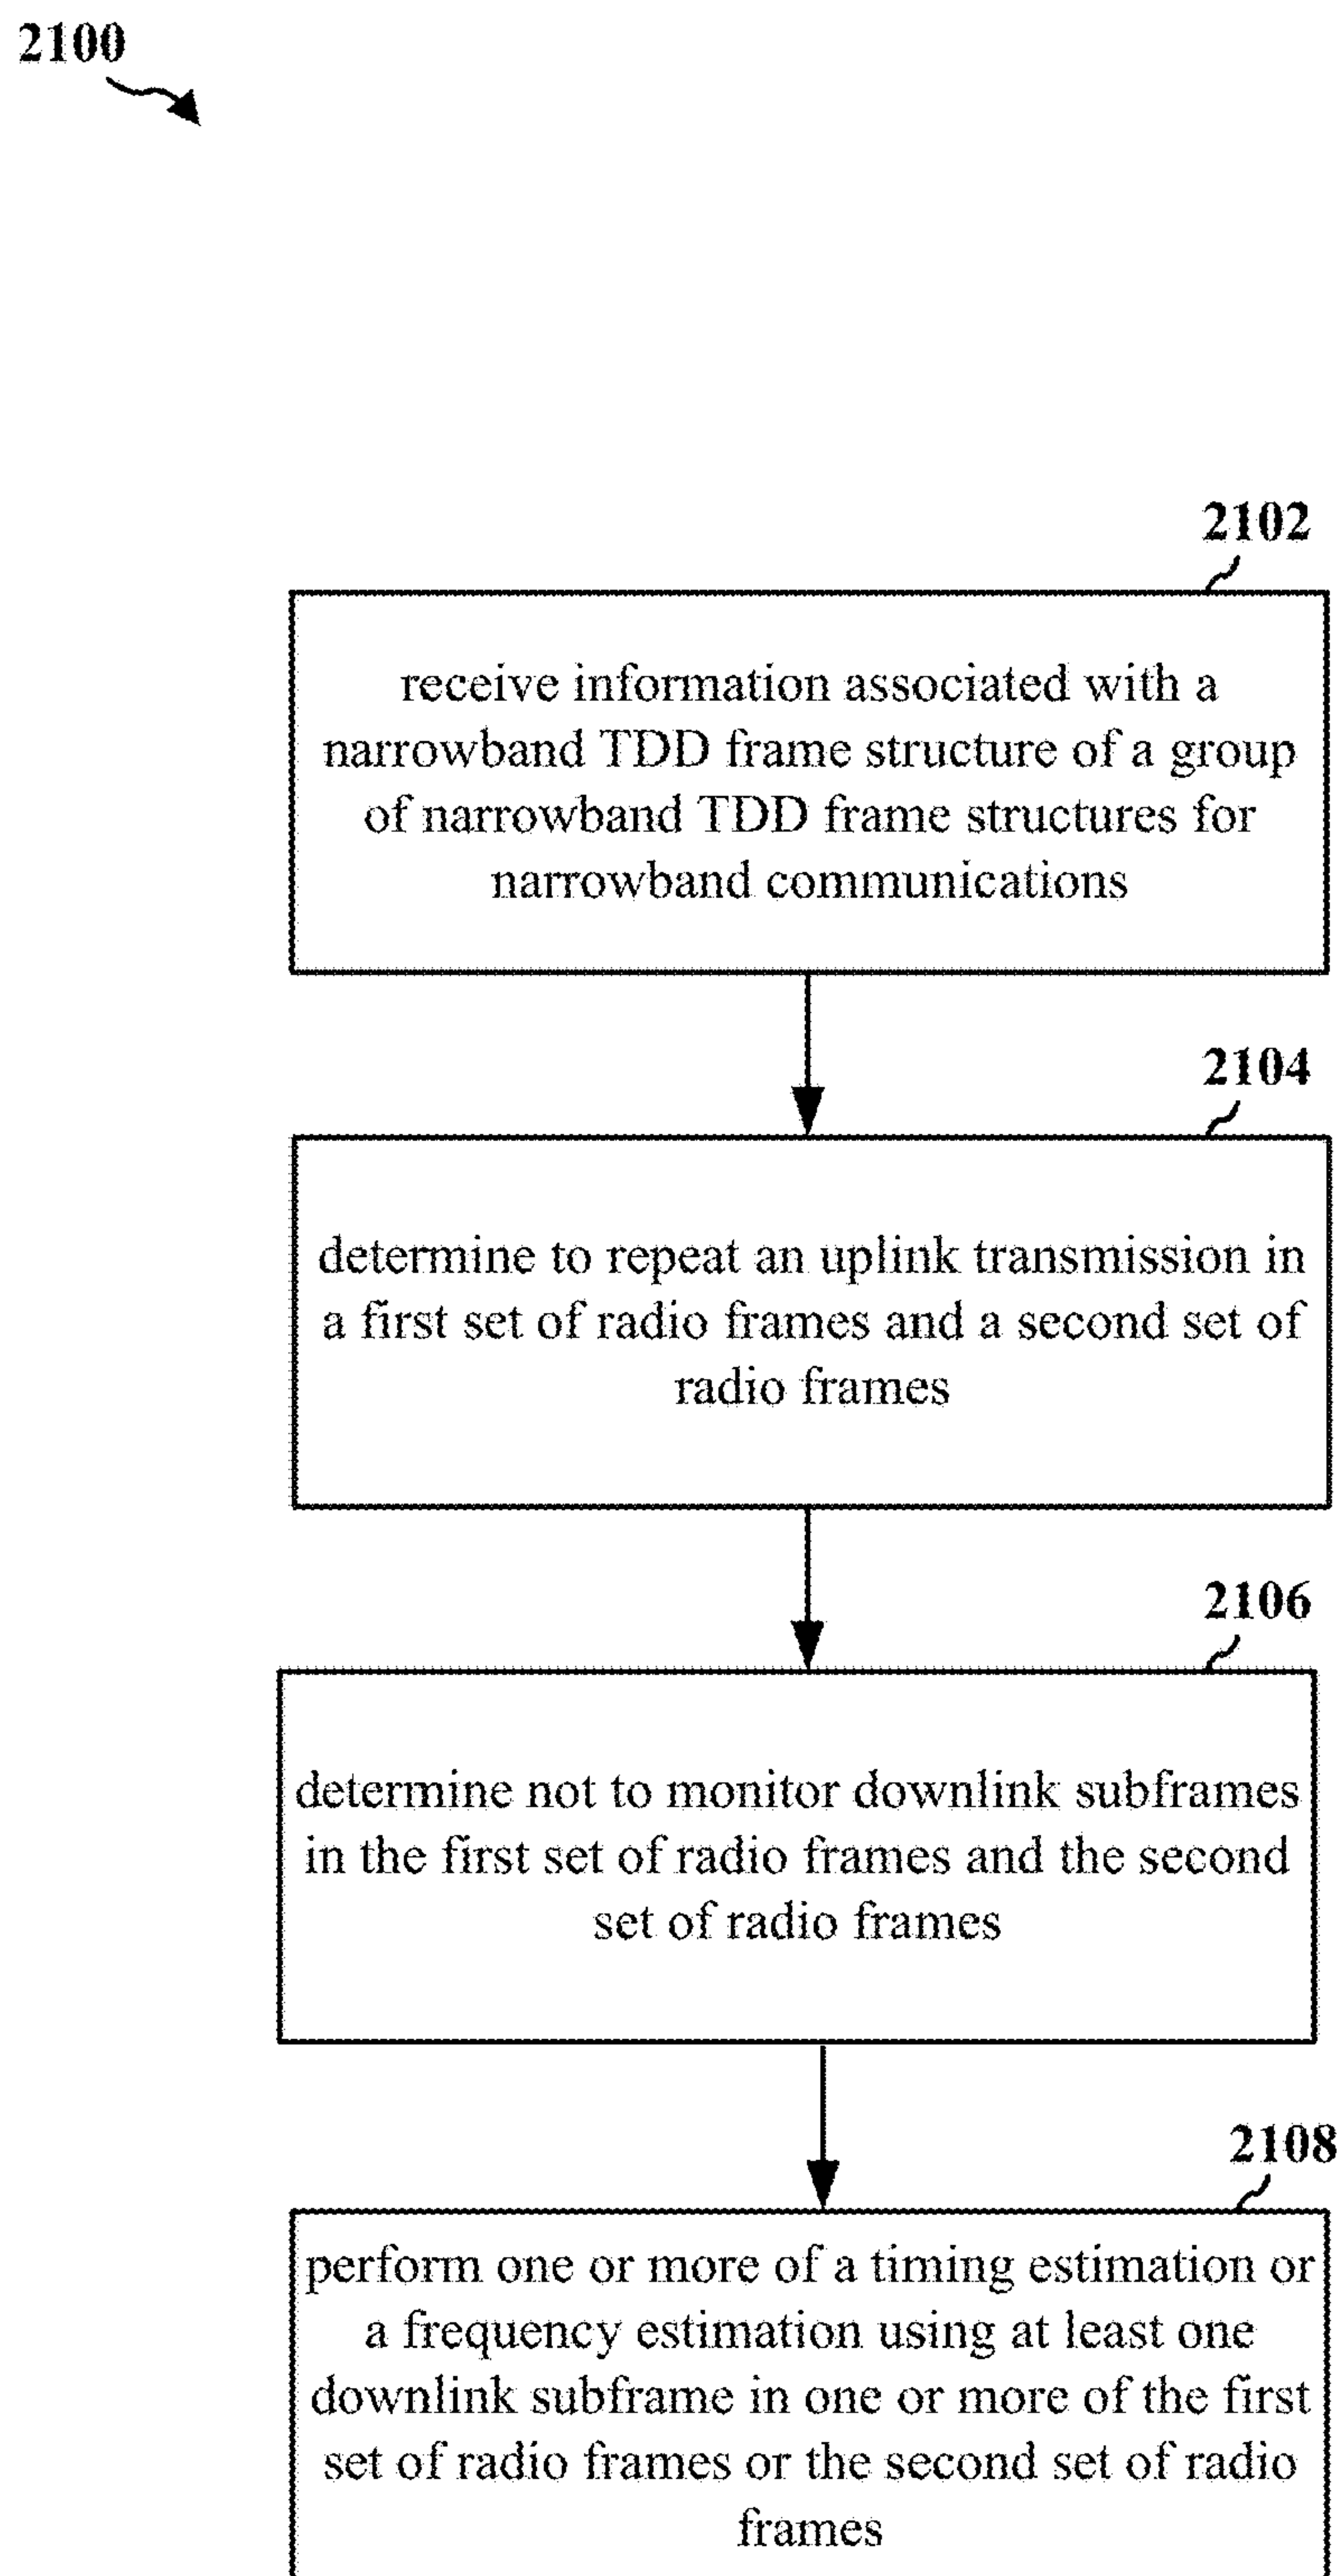 2100
2102
receive information associated with a
narrowband TDD frame structure of a group
of narrowband TDD frame structures for
narrowband communications
2104
determine to repeat an uplink transmission in
a first set of radio frames and a second set of
radio frames
2106
determine not to monitor downlink subframes
in the first set of radio frames and the second
set of radio frames
2108
perform one or more of a timing estimation or
a frequency estimation using at least one
downlink subframe in one or more of the first
set of radio frames or the second set of radio
frames